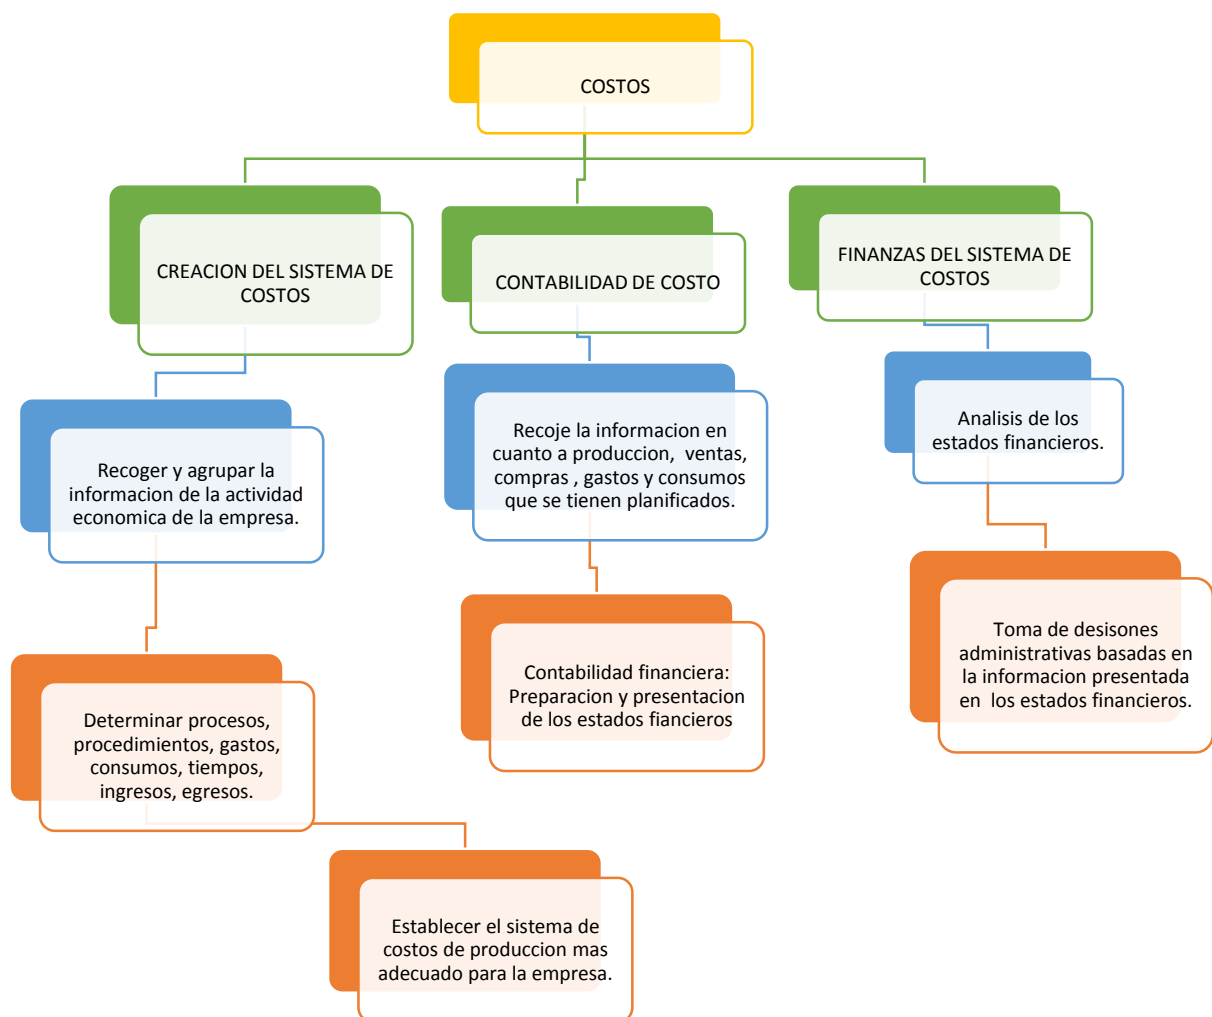 COSTOS
CREACION DEL SISTEMA DE
COSTOS
CONTABILIDAD DE COSTO
FINANZAS DEL SISTEMA DE
COSTOS
Recoger y agrupar la
informacion de la actividad
economica de la empresa.
Recoje la informacion en
cuanto a produccion, ventas,
compras , gastos y consumos
que se tienen planificados.
Analisis de los
estados financieros.
Determinar procesos,
procedimientos, gastos,
consumos, tiempos,
ingresos, egresos.
Contabilidad financiera:
Preparacion y presentacion
de los estados fiancieros
Toma de desisones
administrativas basadas en
la informacion presentada
en los estados financieros.
Establecer el sistema de
costos de produccion mas
adecuado para la empresa.